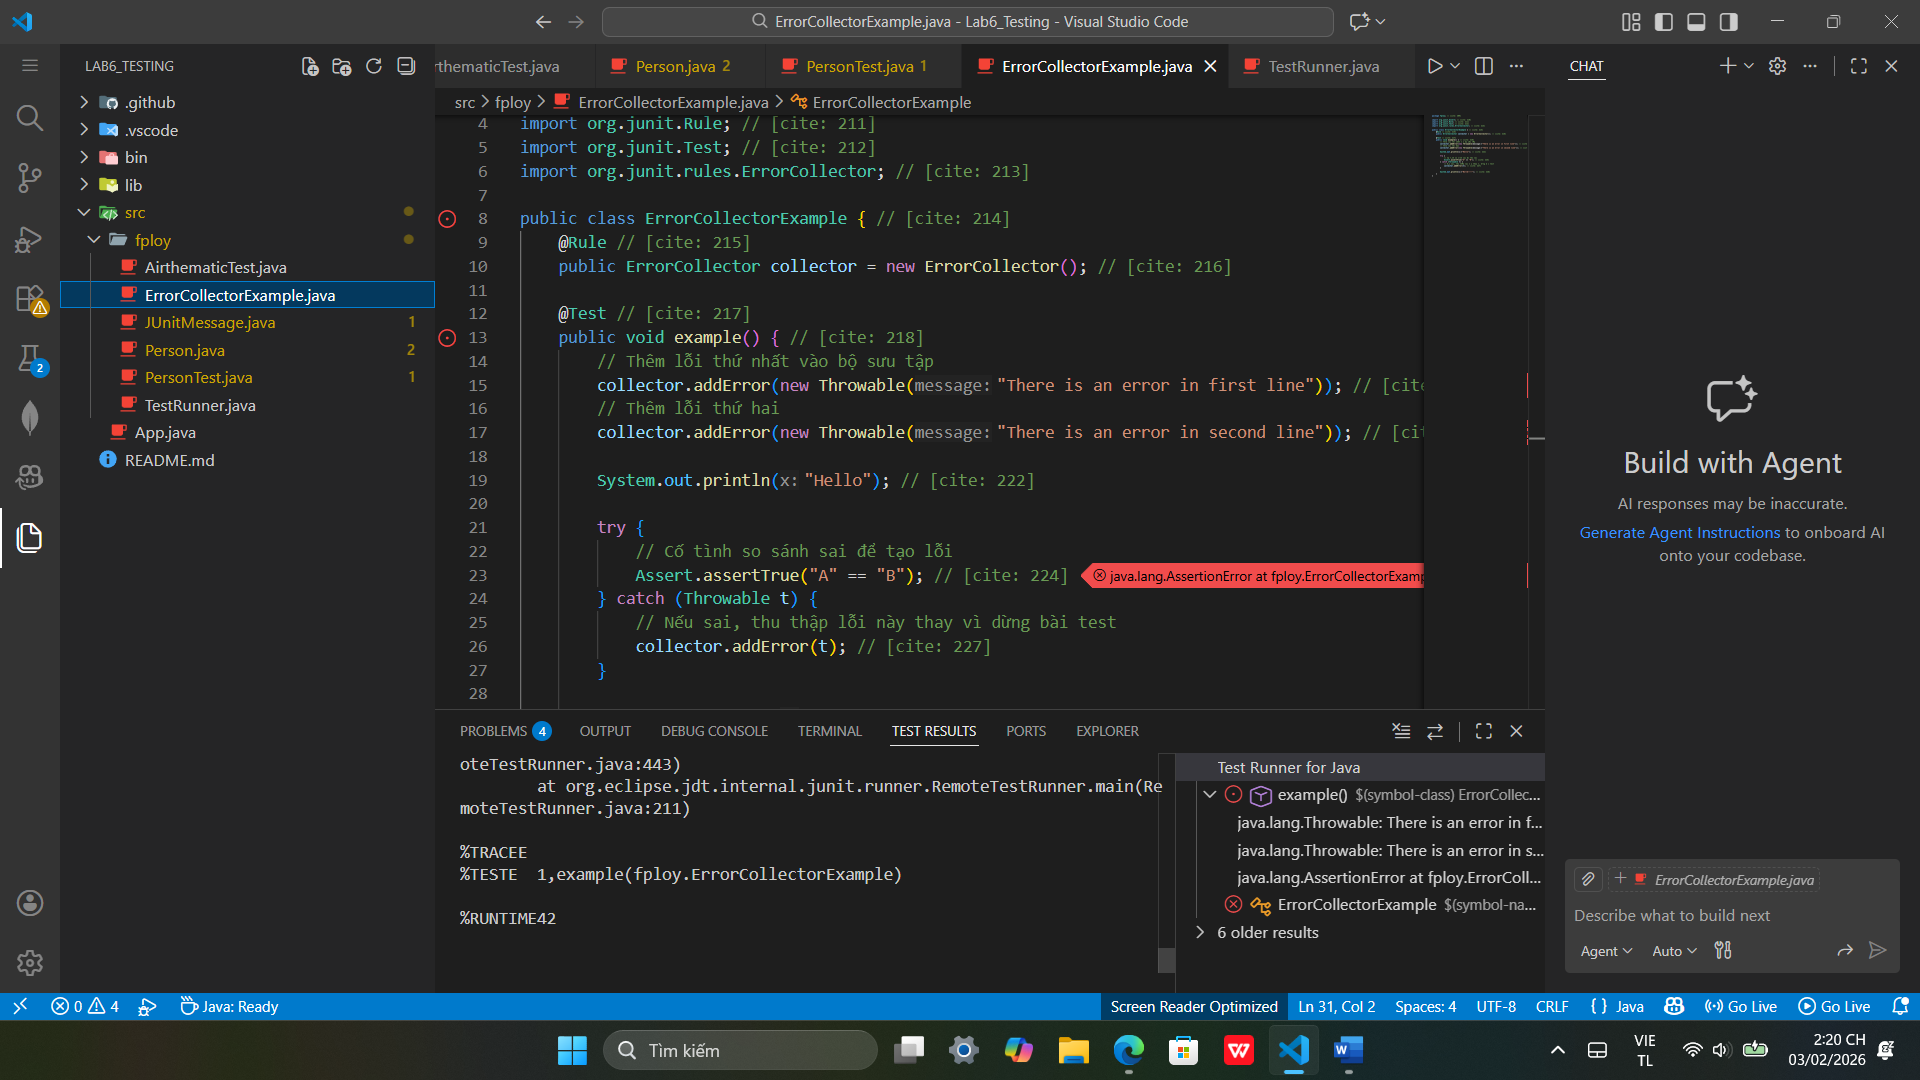 ErrorCollectorExample.java - Lab6_Testing - Visual Studio Code
LAB6_TESTING
.github
.vscode
bin
lib
src
fploy
AirthematicTest.java
ErrorCollectorExample.java
JUnitMessage.java 1
Person.java 2
PersonTest.java 1
TestRunner.java
App.java
README.md
2
rthematicTest.java
Person.java 2
PersonTest.java 1
ErrorCollectorExample.java
TestRunner.java
src > fploy > ErrorCollectorExample.java > ErrorCollectorExample
4 import org.junit.Rule; // [cite: 211]
5 import org.junit.Test; // [cite: 212]
6 import org.junit.rules.ErrorCollector; // [cite: 213]
7
8 public class ErrorCollectorExample { // [cite: 214]
9 @Rule // [cite: 215]
10 public ErrorCollector collector = new ErrorCollector(); // [cite: 216]
11
12 @Test // [cite: 217]
13 public void example() { // [cite: 218]
14 // Thêm lỗi thứ nhất vào bộ sưu tập
15 collector.addError(new Throwable(message: "There is an error in first line")); // [cite
16 // Thêm lỗi thứ hai
17 collector.addError(new Throwable(message: "There is an error in second line")); // [cit
18
19 System.out.println(x: "Hello"); // [cite: 222]
20
21 try {
22 // Cố tình so sánh sai để tạo lỗi
23 Assert.assertTrue("A" == "B"); // [cite: 224] java.lang.AssertionError at fploy.ErrorCollectorExamp
24 } catch (Throwable t) {
25 // Nếu sai, thu thập lỗi này thay vì dừng bài test
26 collector.addError(t); // [cite: 227]
27 }
28
PROBLEMS 4 OUTPUT DEBUG CONSOLE TERMINAL TEST RESULTS PORTS EXPLORER
oteTestRunner.java:443)
at org.eclipse.jdt.internal.junit.runner.RemoteTestRunner.main(Re
moteTestRunner.java:211)
%TRACEE
%TESTE 1,example(fploy.ErrorCollectorExample)
%RUNTIME42
Test Runner for Java
example() $(symbol-class) ErrorCollec...
java.lang.Throwable: There is an error in f...
java.lang.Throwable: There is an error in s...
java.lang.AssertionError at fploy.ErrorColl...
ErrorCollectorExample $(symbol-na...
6 older results
CHAT
Build with Agent
AI responses may be inaccurate.
Generate Agent Instructions to onboard AI
onto your codebase.
ErrorCollectorExample.java
Describe what to build next
Agent Auto
0 4 Java: Ready Screen Reader Optimized Ln 31, Col 2 Spaces: 4 UTF-8 CRLF {} Java Go Live Go Live
Tìm kiếm
VIE
TL
2:20 CH
03/02/2026